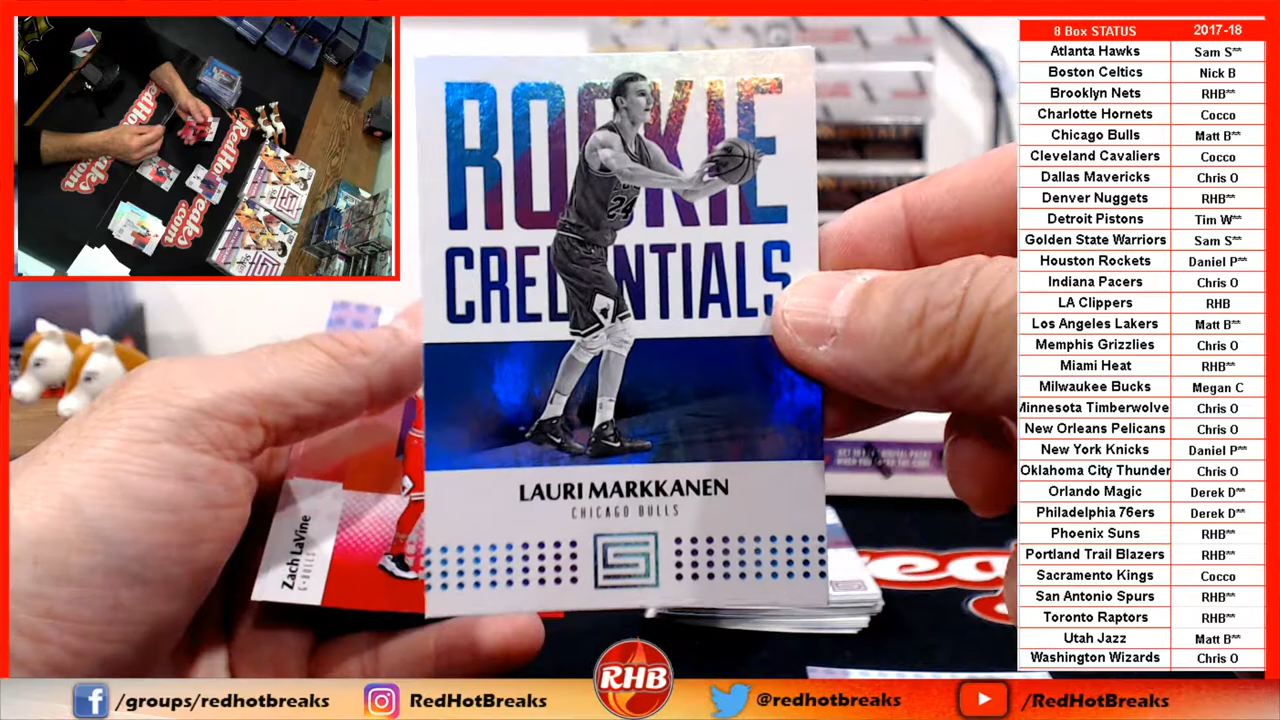 ROOKIE
CREDENTIALS
24
LAURI MARKKANEN
CHICAGO BULLS
Zach LaVine
G • BULLS
8 Box STATUS 2017-18
Atlanta Hawks Sam S**
Boston Celtics Nick B
Brooklyn Nets RHB**
Charlotte Hornets Cocco
Chicago Bulls Matt B**
Cleveland Cavaliers Cocco
Dallas Mavericks Chris O
Denver Nuggets RHB**
Detroit Pistons Tim W**
Golden State Warriors Sam S**
Houston Rockets Daniel P**
Indiana Pacers Chris O
LA Clippers RHB
Los Angeles Lakers Matt B**
Memphis Grizzlies Chris O
Miami Heat RHB**
Milwaukee Bucks Megan C
Minnesota Timberwolve Chris O
New Orleans Pelicans Chris O
New York Knicks Daniel P**
Oklahoma City Thunder Chris O
Orlando Magic Derek D**
Philadelphia 76ers Derek D**
Phoenix Suns RHB**
Portland Trail Blazers RHB**
Sacramento Kings Cocco
San Antonio Spurs RHB**
Toronto Raptors RHB**
Utah Jazz Matt B**
Washington Wizards Chris O
/groups/redhotbreaks
RedHotBreaks
RHB
@redhotbreaks
/RedHotBreaks